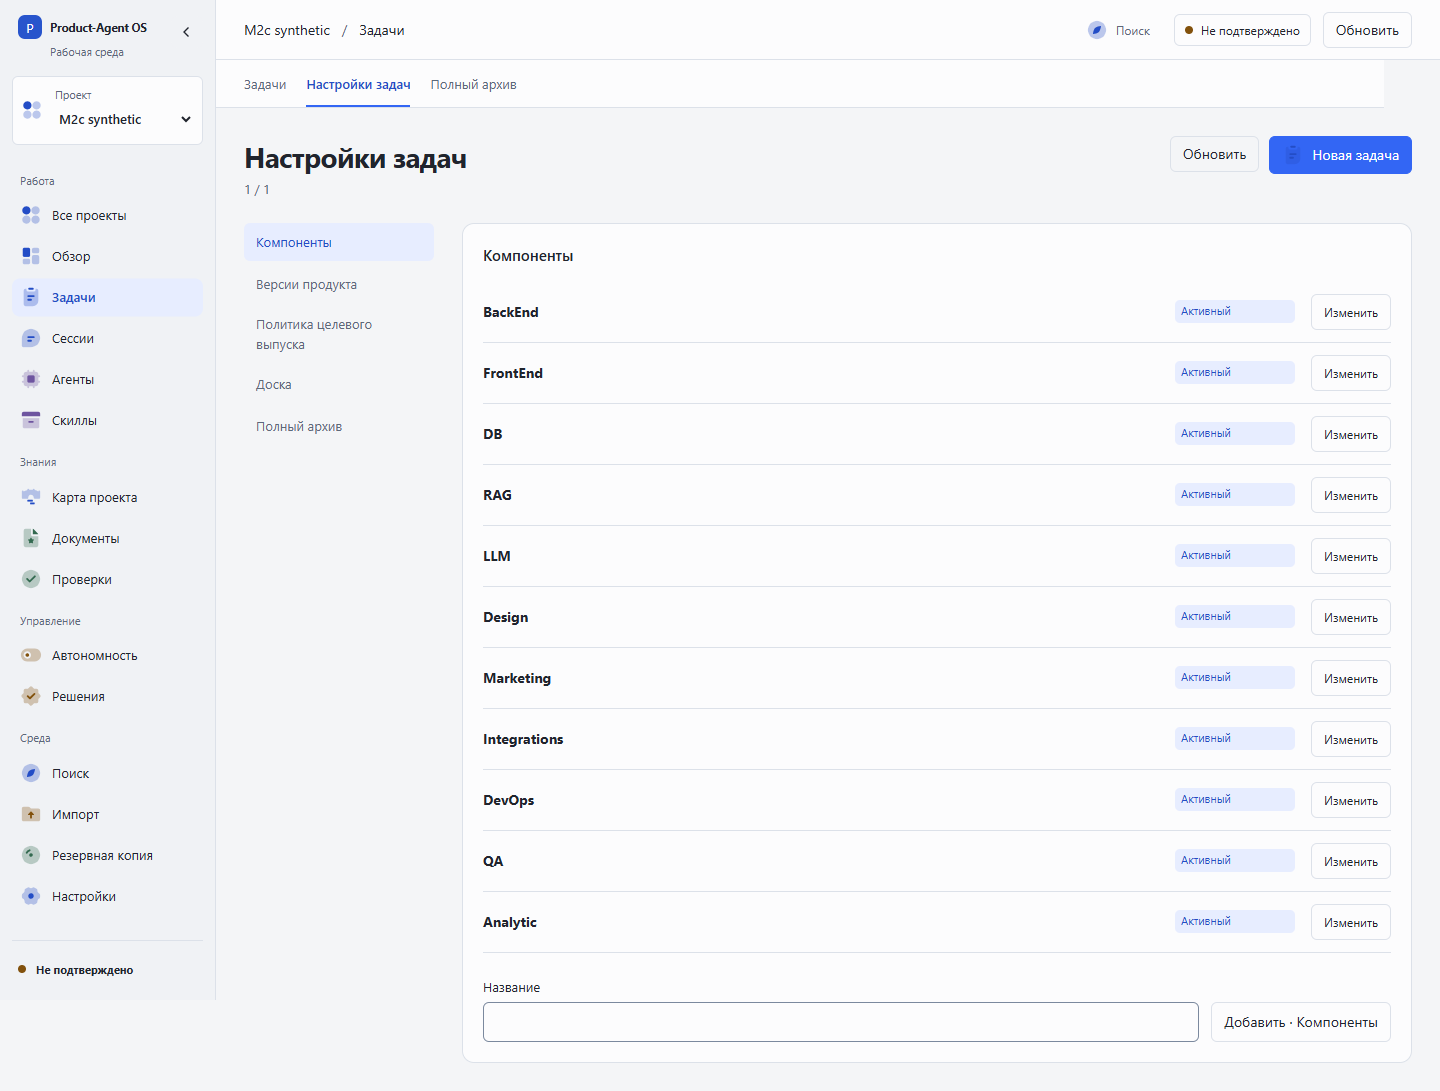 P
Product-Agent OS
Рабочая среда
Проект
M2c synthetic
Работа
Все проекты
Обзор
Задачи
Сессии
Агенты
Скиллы
Знания
Карта проекта
Документы
Проверки
Управление
Автономность
Решения
Среда
Поиск
Импорт
Резервная копия
Настройки
Не подтверждено
M2c synthetic / Задачи
Поиск
Не подтверждено
Обновить
Задачи
Настройки задач
Полный архив
Настройки задач
1 / 1
Обновить
Новая задача
Компоненты
Версии продукта
Политика целевого
выпуска
Доска
Полный архив
Компоненты
BackEnd Активный Изменить
FrontEnd Активный Изменить
DB Активный Изменить
RAG Активный Изменить
LLM Активный Изменить
Design Активный Изменить
Marketing Активный Изменить
Integrations Активный Изменить
DevOps Активный Изменить
QA Активный Изменить
Analytic Активный Изменить
Название
Добавить · Компоненты